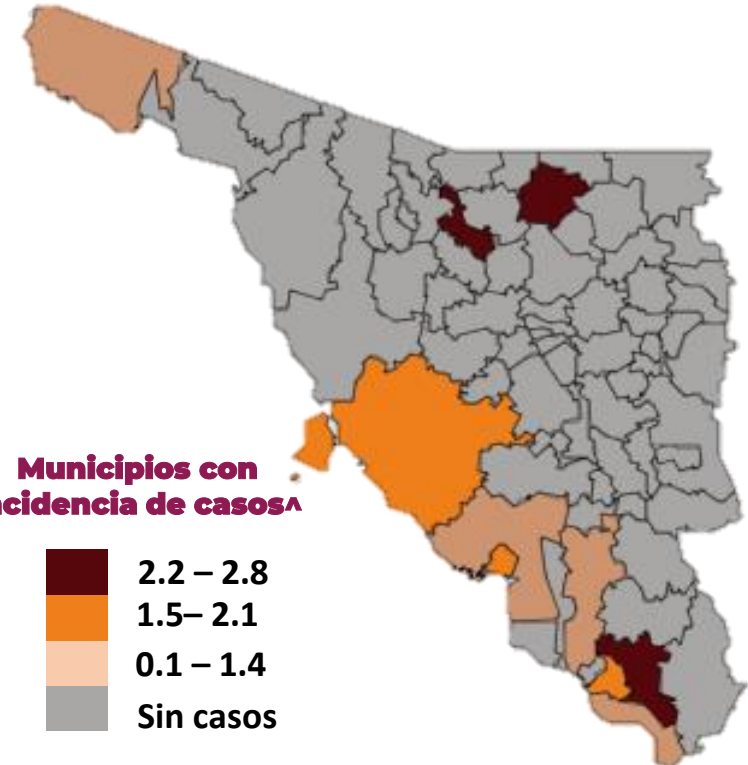 Municipios con
ncidencia de casos^
2.2 – 2.8
1.5– 2.1
0.1 – 1.4
Sin casos